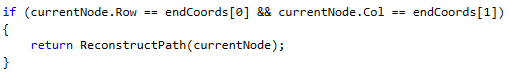 if (currentNode.Row == endCoords[0] && currentNode.Col == endCoords[1])
{
    return ReconstructPath(currentNode);
}